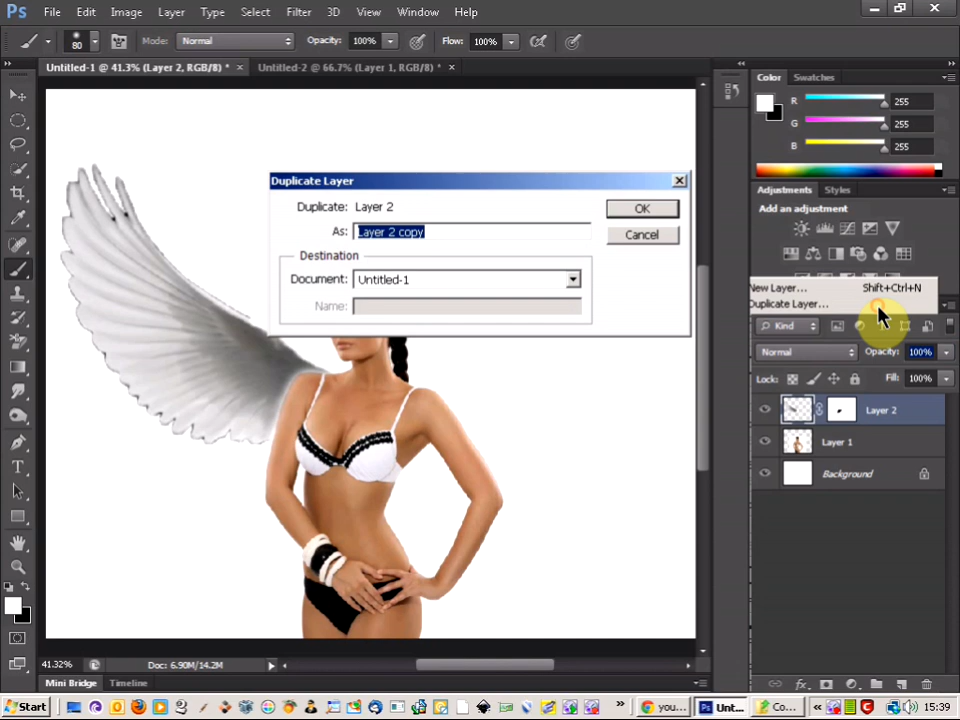 Ps File Edit Image Layer Type Select Filter 3D View Window Help
80 Mode: Normal Opacity: 100% Flow: 100%
Untitled-1 @ 41.3% (Layer 2, RGB/8) * × Untitled-2 @ 66.7% (Layer 1, RGB/8) * ×
Color Swatches
R 255
G 255
B 255
Duplicate Layer
Duplicate: Layer 2
As: Layer 2 copy
OK
Cancel
Destination
Document: Untitled-1
Name:
Adjustments Styles
Add an adjustment
New Layer... Shift+Ctrl+N
Duplicate Layer...
Kind
Normal Opacity: 100%
Lock: Fill: 100%
Layer 2
Layer 1
Background
41.32% Doc: 6.90M/14.2M
Mini Bridge Timeline
Start you... Unt... Co... 15:39